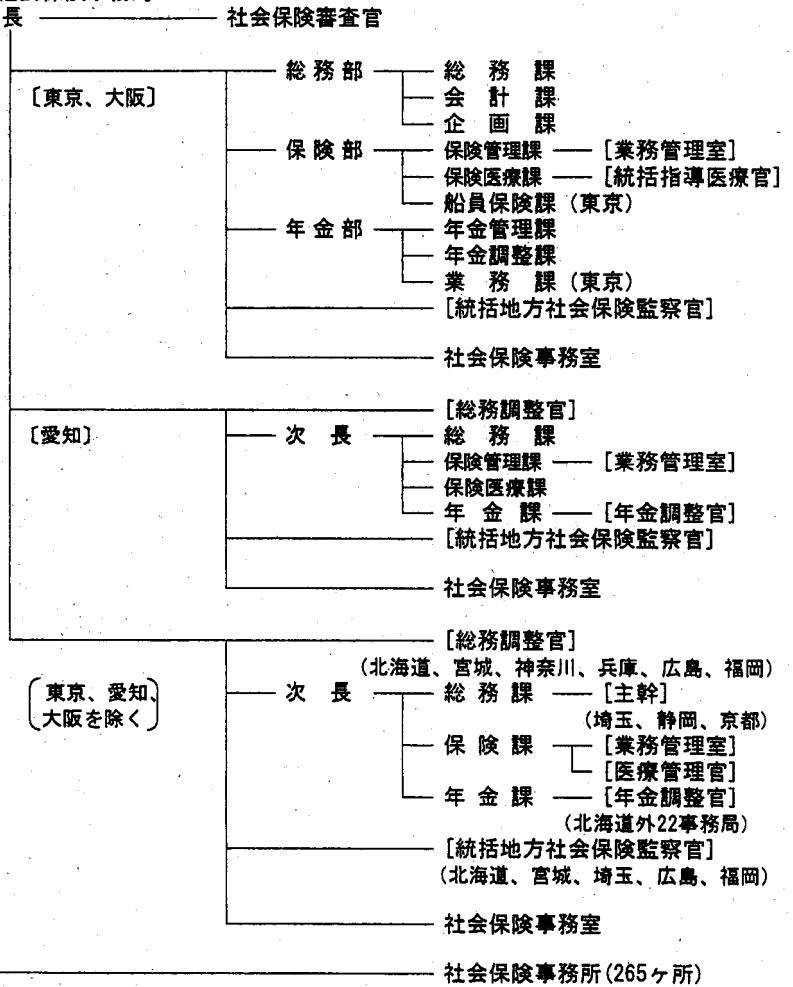 長 社会保険審査官
総務部 総務課
〔東京、大阪〕 会計課
企画課
保険部 保険管理課 [業務管理室]
保険医療課 [統括指導医療官]
船員保険課（東京）
年金部 年金管理課
年金調整課
業務課（東京）
[統括地方社会保険監察官]
社会保険事務室
[総務調整官]
〔愛知〕 次長 総務課
保険管理課 [業務管理室]
保険医療課
年金課 [年金調整官]
[統括地方社会保険監察官]
社会保険事務室
[総務調整官]
(北海道、宮城、神奈川、兵庫、広島、福岡)
東京、愛知、 次長 総務課 [主幹]
大阪を除く (埼玉、静岡、京都)
保険課 [業務管理室]
[医療管理官]
年金課 [年金調整官]
(北海道外22事務局)
[統括地方社会保険監察官]
(北海道、宮城、埼玉、広島、福岡)
社会保険事務室
社会保険事務所(265ヶ所)